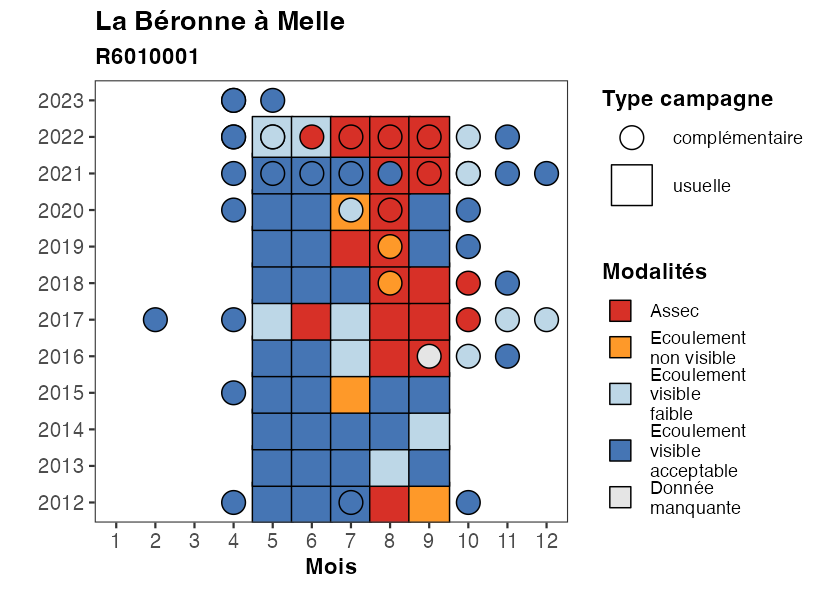 La Béronne à Melle
R6010001
2023
2022
2021
2020
2019
2018
2017
2016
2015
2014
2013
2012
1 2 3 4 5 6 7 8 9 10 11 12
Mois
Type campagne
complémentaire
usuelle
Modalités
Assec
Ecoulement
non visible
Ecoulement
visible
faible
Ecoulement
visible
acceptable
Donnée
manquante